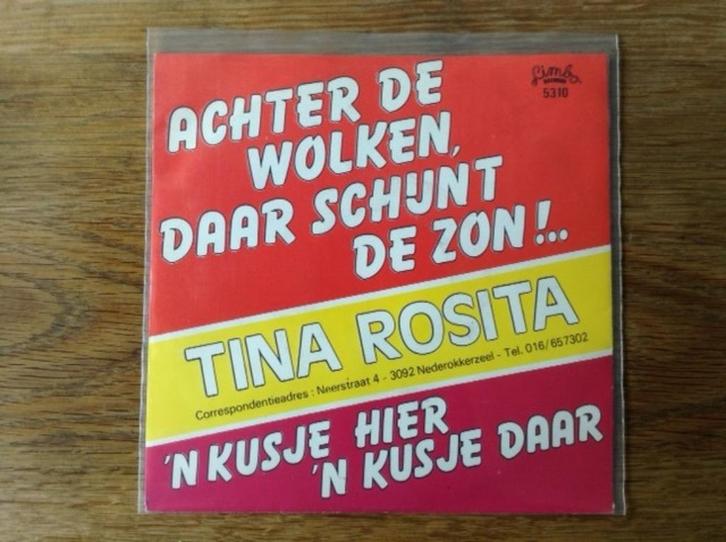 Limbo
5310
ACHTER DE
WOLKEN,
DAAR SCHIJNT
DE ZON!..
TINA ROSITA
Correspondentieadres : Neerstraat 4 - 3092 Nederokkerzeel - Tel. 016/657302
'N KUSJE HIER
'N KUSJE DAAR